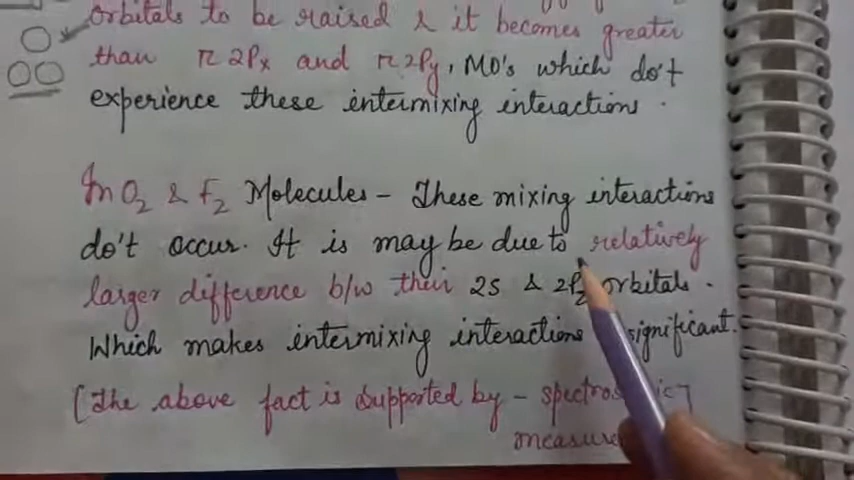 orbitals to be raised & it becomes greater
than π 2Px and π 2Py, MO's which do't
experience these intermixing interactions .
In O2 & F2 Molecules - These mixing interactions
do't occur. It is may be due to relatively
larger difference b/w their 2S & 2Pz orbitals .
Which makes intermixing interactions significant.
[The above fact is supported by -